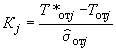 K_j = (T*_отj − T_отj) / σ̂_отj